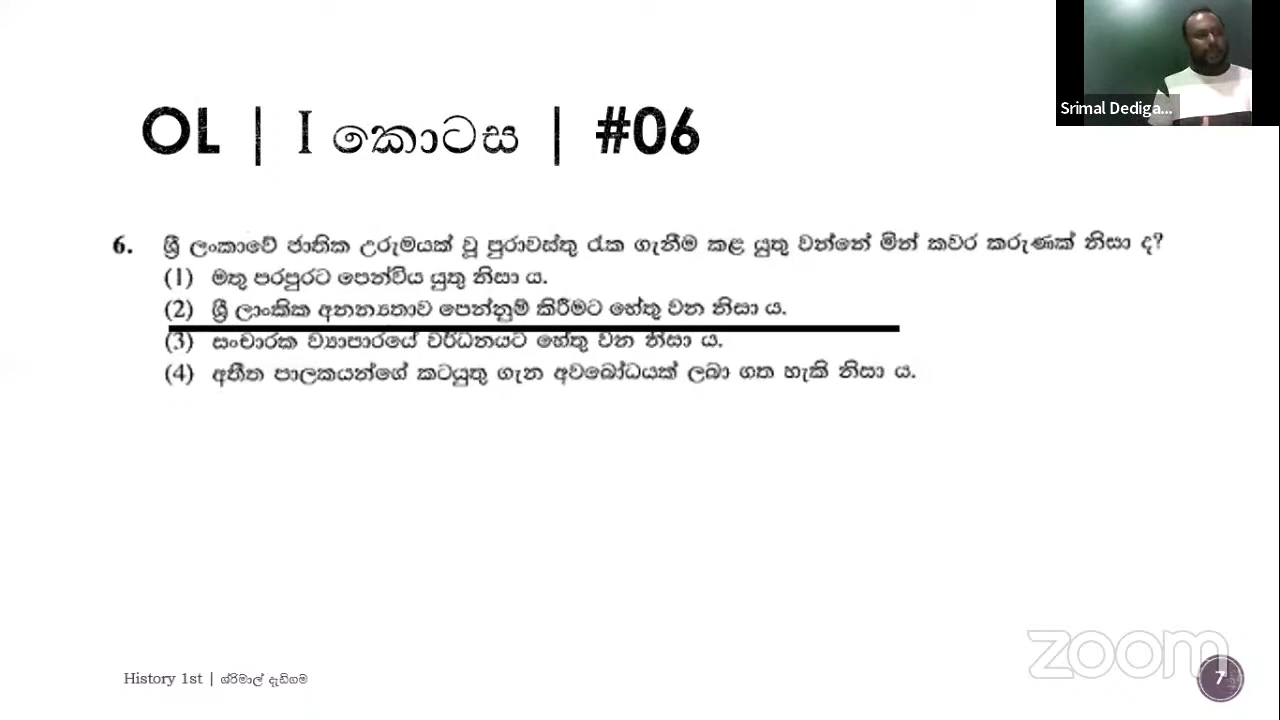 Srimal Dediga...
OL | I කොටස | #06
6. ශ්‍රී ලංකාවේ ජාතික උරුමයක් වූ පුරාවස්තු රැක ගැනීම කළ යුතු වන්නේ මින් කවර කරුණක් නිසා ද?
(1) මතු පරපුරට පෙන්විය යුතු නිසා ය.
(2) ශ්‍රී ලාංකික අනන්‍යතාව පෙන්නුම් කිරීමට හේතු වන නිසා ය.
(3) සංචාරක ව්‍යාපාරයේ වර්ධනයට හේතු වන නිසා ය.
(4) අතීත පාලකයන්ගේ කටයුතු ගැන අවබෝධයක් ලබා ගත හැකි නිසා ය.
zoom
History 1st | ශ්රිමාල් දැඩිගම
7